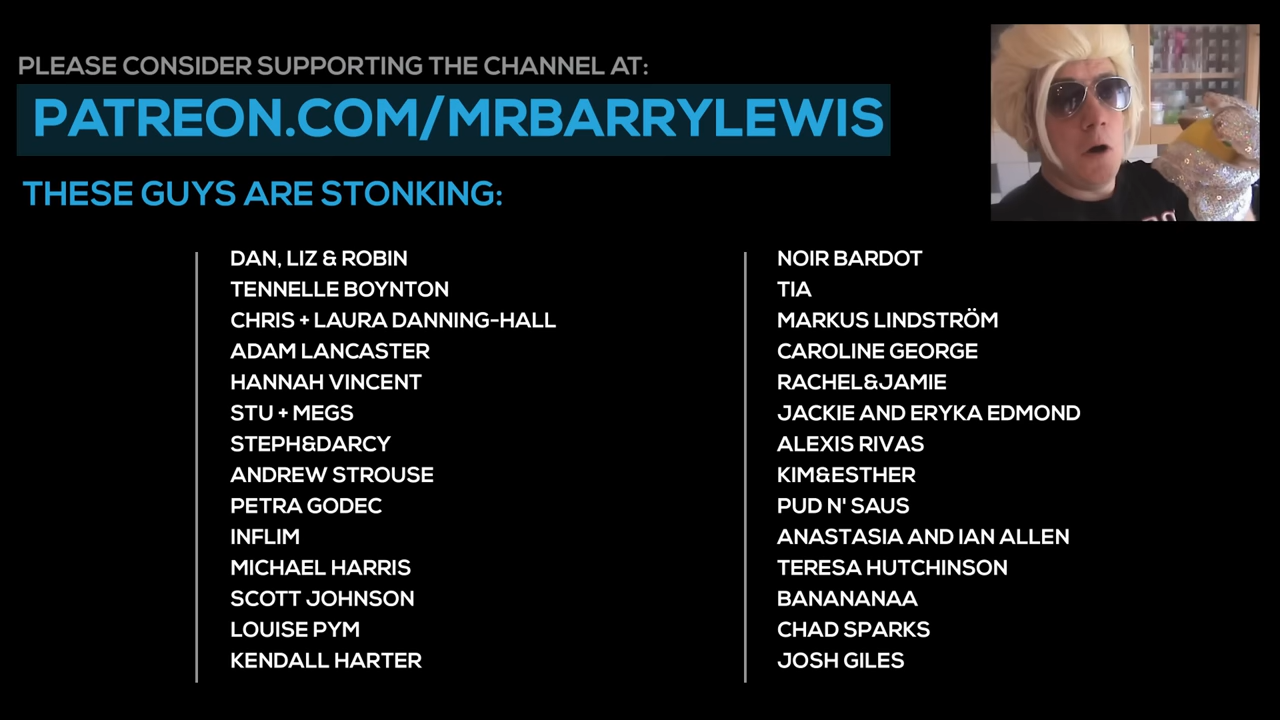 PLEASE CONSIDER SUPPORTING THE CHANNEL AT:
PATREON.COM/MRBARRYLEWIS
THESE GUYS ARE STONKING:
DAN, LIZ & ROBIN
TENNELLE BOYNTON
CHRIS + LAURA DANNING-HALL
ADAM LANCASTER
HANNAH VINCENT
STU + MEGS
STEPH&DARCY
ANDREW STROUSE
PETRA GODEC
INFLIM
MICHAEL HARRIS
SCOTT JOHNSON
LOUISE PYM
KENDALL HARTER
NOIR BARDOT
TIA
MARKUS LINDSTRÖM
CAROLINE GEORGE
RACHEL&JAMIE
JACKIE AND ERYKA EDMOND
ALEXIS RIVAS
KIM&ESTHER
PUD N' SAUS
ANASTASIA AND IAN ALLEN
TERESA HUTCHINSON
BANANANAA
CHAD SPARKS
JOSH GILES